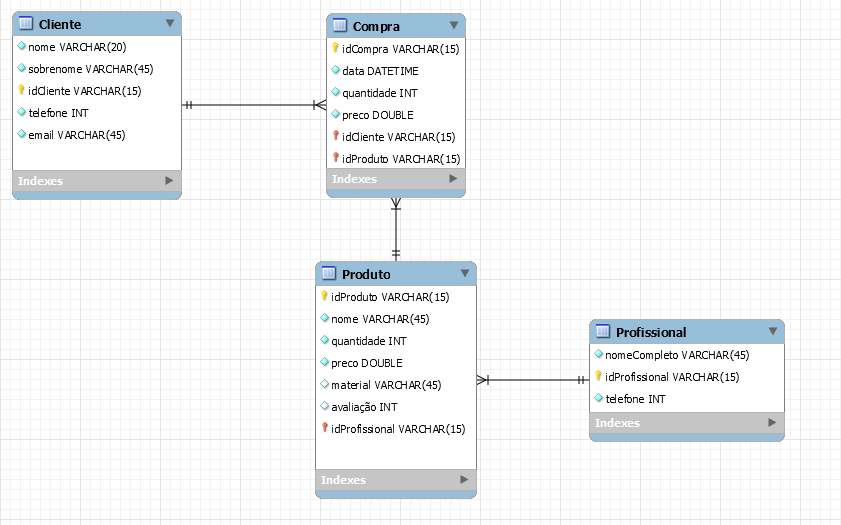 Cliente
nome VARCHAR(20)
sobrenome VARCHAR(45)
idCliente VARCHAR(15)
telefone INT
email VARCHAR(45)
Indexes
Compra
idCompra VARCHAR(15)
data DATETIME
quantidade INT
preco DOUBLE
idCliente VARCHAR(15)
idProduto VARCHAR(15)
Indexes
Produto
idProduto VARCHAR(15)
nome VARCHAR(45)
quantidade INT
preco DOUBLE
material VARCHAR(45)
avaliação INT
idProfissional VARCHAR(15)
Indexes
Profissional
nomeCompleto VARCHAR(45)
idProfissional VARCHAR(15)
telefone INT
Indexes